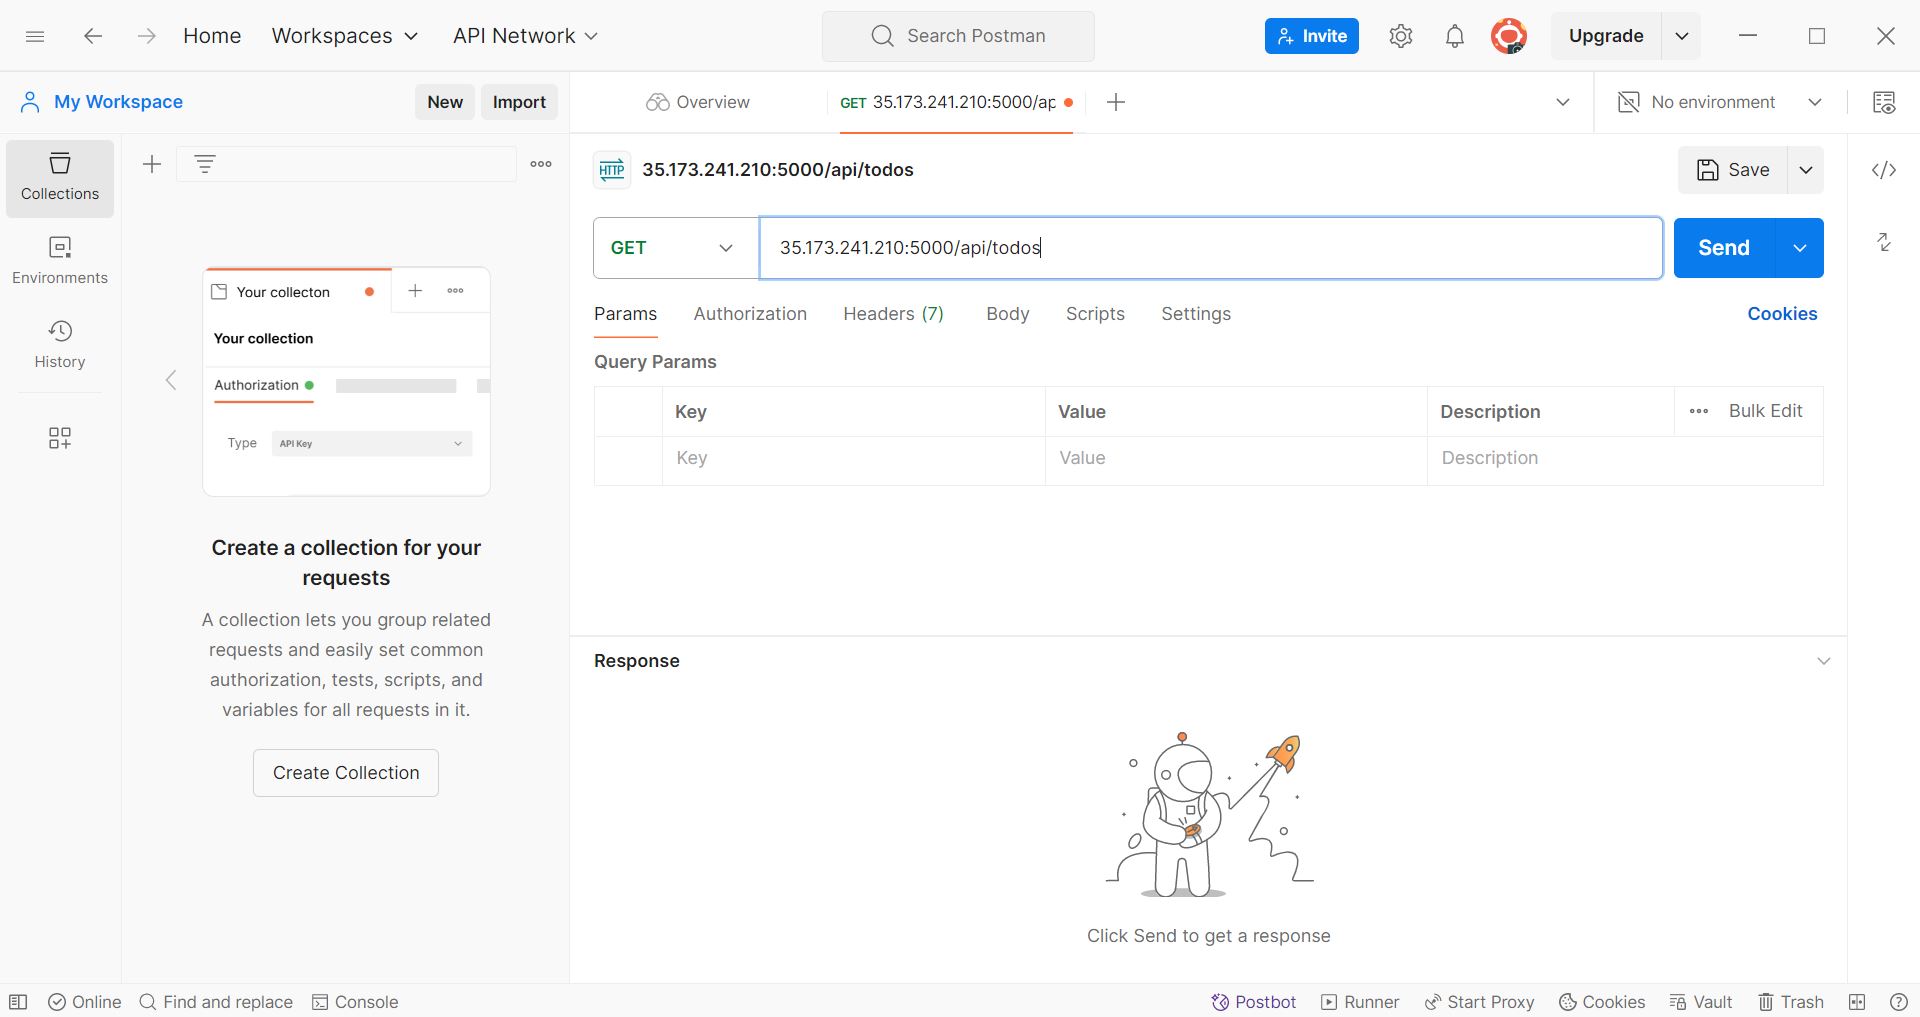 Home Workspaces API Network Search Postman Invite Upgrade
My Workspace New Import Overview GET 35.173.241.210:5000/ap No environment
Collections
Environments
History
Your collecton
Your collection
Authorization
Type API Key
Create a collection for your
requests
A collection lets you group related
requests and easily set common
authorization, tests, scripts, and
variables for all requests in it.
Create Collection
HTTP 35.173.241.210:5000/api/todos Save </>
GET 35.173.241.210:5000/api/todos Send
Params Authorization Headers (7) Body Scripts Settings Cookies
Query Params
Key Value Description Bulk Edit
Key Value Description
Response
Click Send to get a response
Online Find and replace Console Postbot Runner Start Proxy Cookies Vault Trash